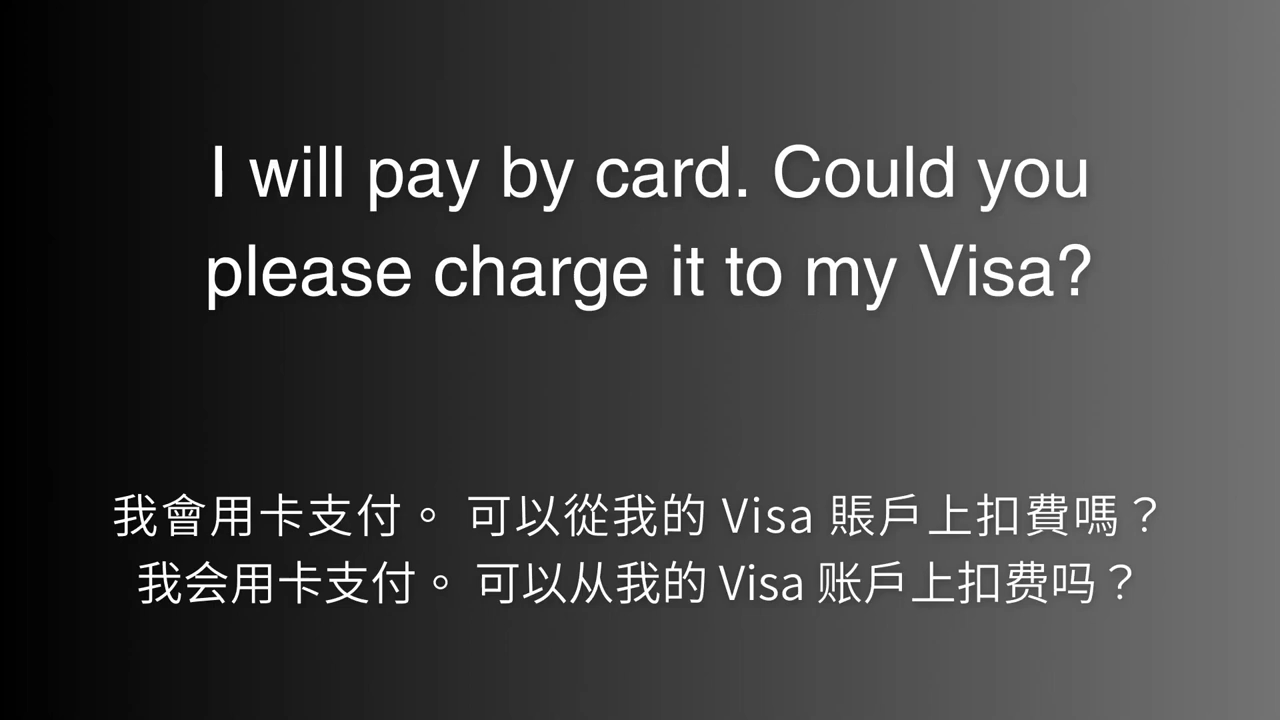 I will pay by card. Could you
please charge it to my Visa?
我會用卡支付。 可以從我的 Visa 賬戶上扣費嗎？
我会用卡支付。 可以从我的 Visa 账戶上扣费吗？